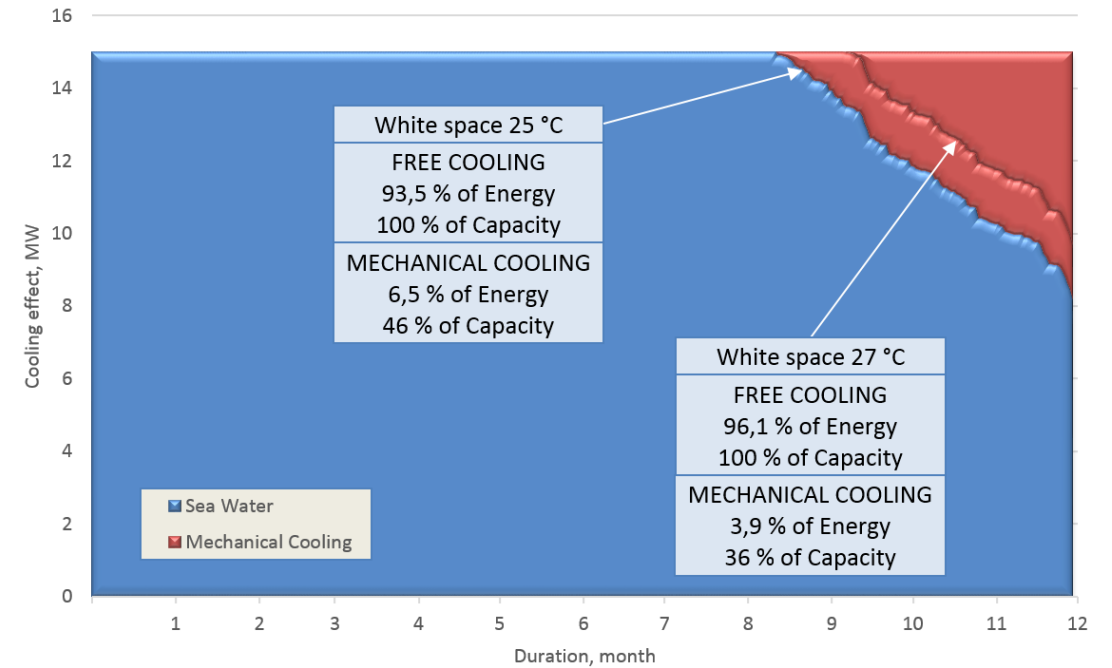 16
14
12
10
8
6
4
2
0
Cooling effect, MW
White space 25 °C
FREE COOLING
93,5 % of Energy
100 % of Capacity
MECHANICAL COOLING
6,5 % of Energy
46 % of Capacity
White space 27 °C
FREE COOLING
96,1 % of Energy
100 % of Capacity
MECHANICAL COOLING
3,9 % of Energy
36 % of Capacity
Sea Water
Mechanical Cooling
1 2 3 4 5 6 7 8 9 10 11 12
Duration, month